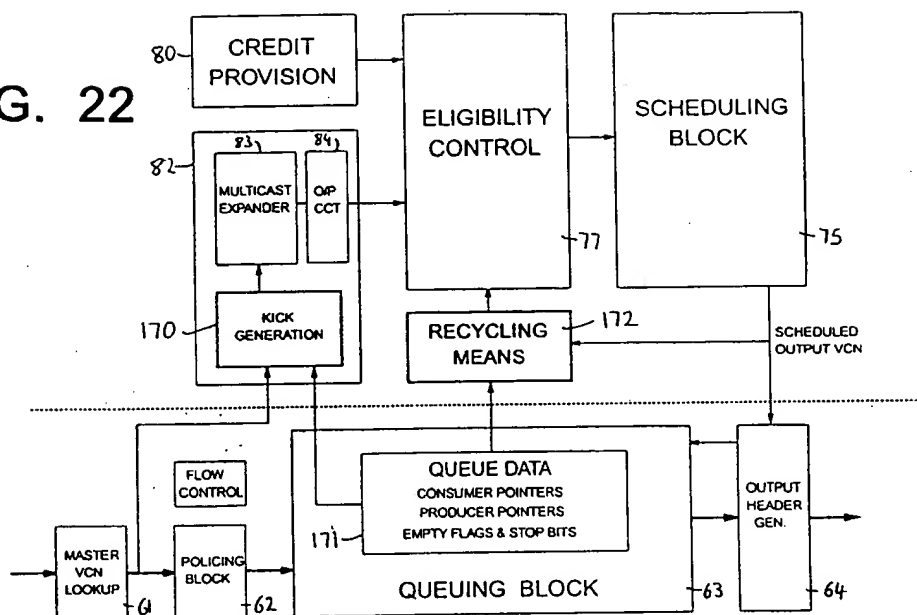 G. 22
80
CREDIT
PROVISION
82
83
84
MULTICAST
EXPANDER
O/P
CCT
170
KICK
GENERATION
ELIGIBILITY
CONTROL
77
SCHEDULING
BLOCK
75
RECYCLING
MEANS
172
SCHEDULED
OUTPUT VCN
FLOW
CONTROL
QUEUE DATA
CONSUMER POINTERS
PRODUCER POINTERS
EMPTY FLAGS & STOP BITS
171
OUTPUT
HEADER
GEN.
MASTER
VCN
LOOKUP
61
POLICING
BLOCK
62
QUEUING BLOCK
63
64